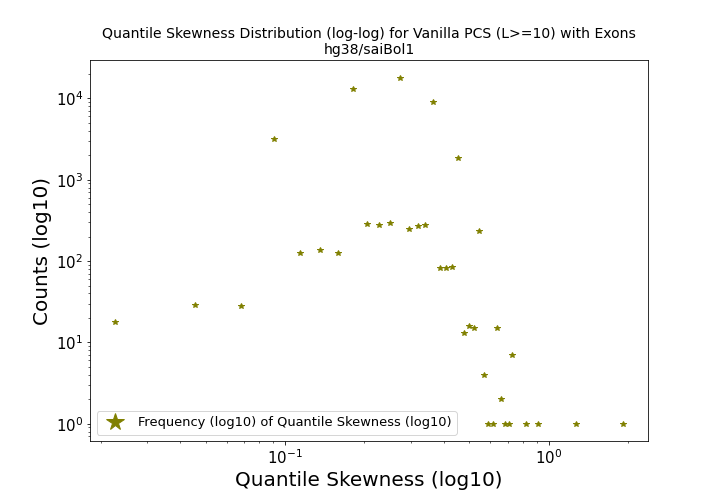 Quantile Skewness Distribution (log-log) for Vanilla PCS (L>=10) with Exons
hg38/saiBol1
Counts (log10)
10^4
10^3
10^2
10^1
10^0
Frequency (log10) of Quantile Skewness (log10)
10^−1
10^0
Quantile Skewness (log10)